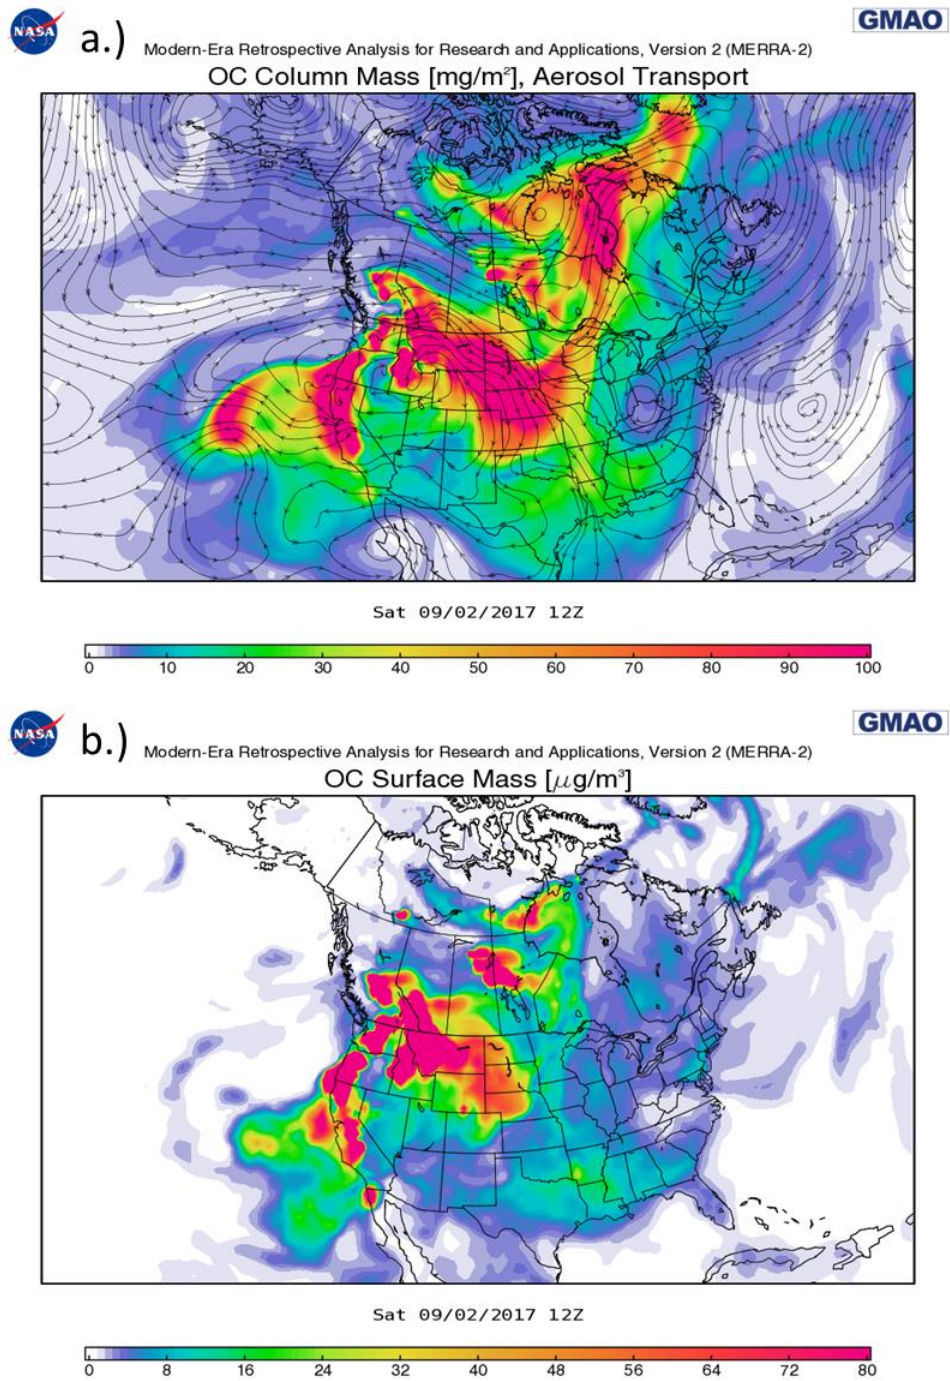 NASA
a.)
GMAO
Modern-Era Retrospective Analysis for Research and Applications, Version 2 (MERRA-2)
OC Column Mass [mg/m²], Aerosol Transport
Sat 09/02/2017 12Z
0 10 20 30 40 50 60 70 80 90 100
NASA
b.)
GMAO
Modern-Era Retrospective Analysis for Research and Applications, Version 2 (MERRA-2)
OC Surface Mass [μg/m³]
Sat 09/02/2017 12Z
0 8 16 24 32 40 48 56 64 72 80